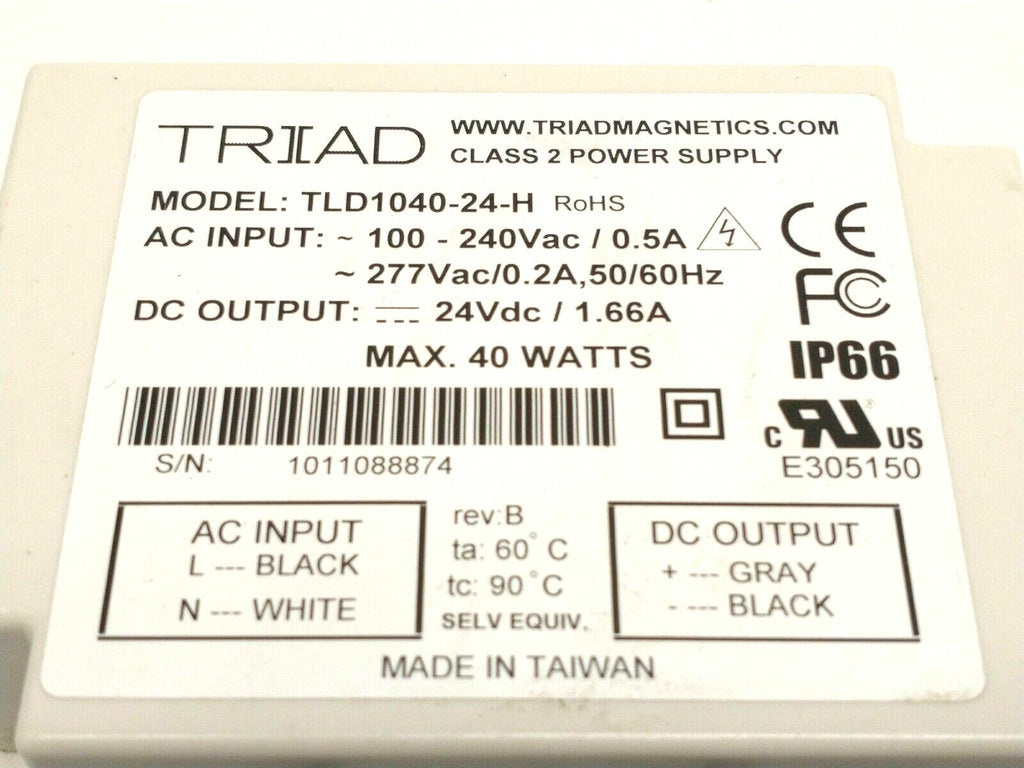 TRIAD
WWW.TRIADMAGNETICS.COM
CLASS 2 POWER SUPPLY
MODEL: TLD1040-24-H RoHS
AC INPUT: ~ 100 - 240Vac / 0.5A
~ 277Vac/0.2A,50/60Hz
DC OUTPUT: 24Vdc / 1.66A
MAX. 40 WATTS
CE
FC
IP66
S/N: 1011088874
C RU® US
E305150
AC INPUT
L --- BLACK
N --- WHITE
rev:B
ta: 60°C
tc: 90°C
SELV EQUIV.
DC OUTPUT
+ --- GRAY
- --- BLACK
MADE IN TAIWAN